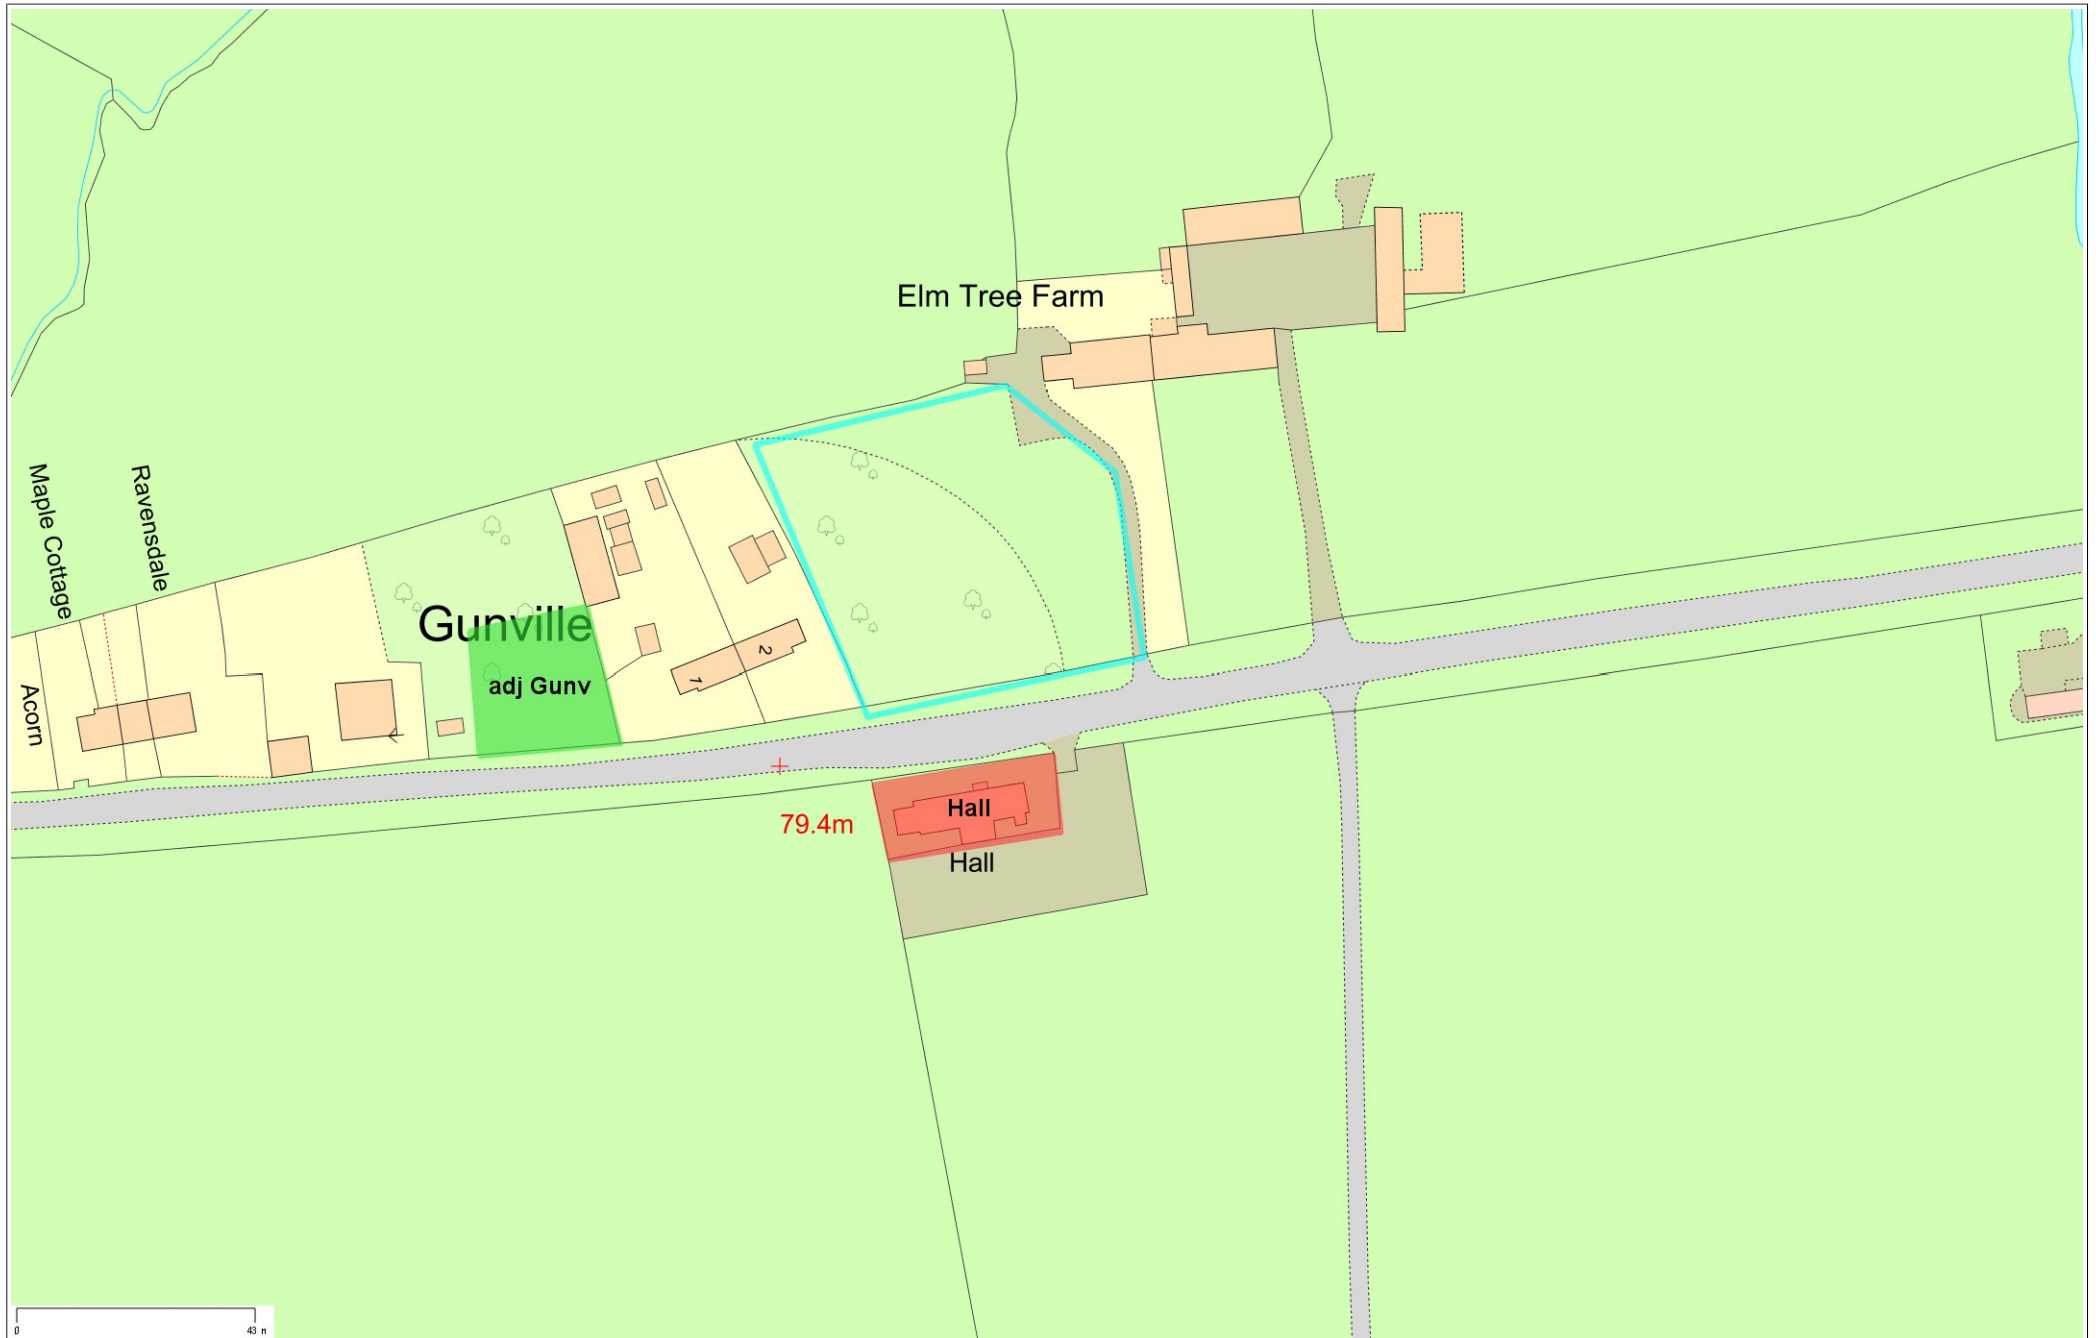 Elm Tree Farm
Maple Cottage
Ravensdale
Gunville
2
1
adj Gunv
Acorn
Hall
79.4m
Hall
0
43 M